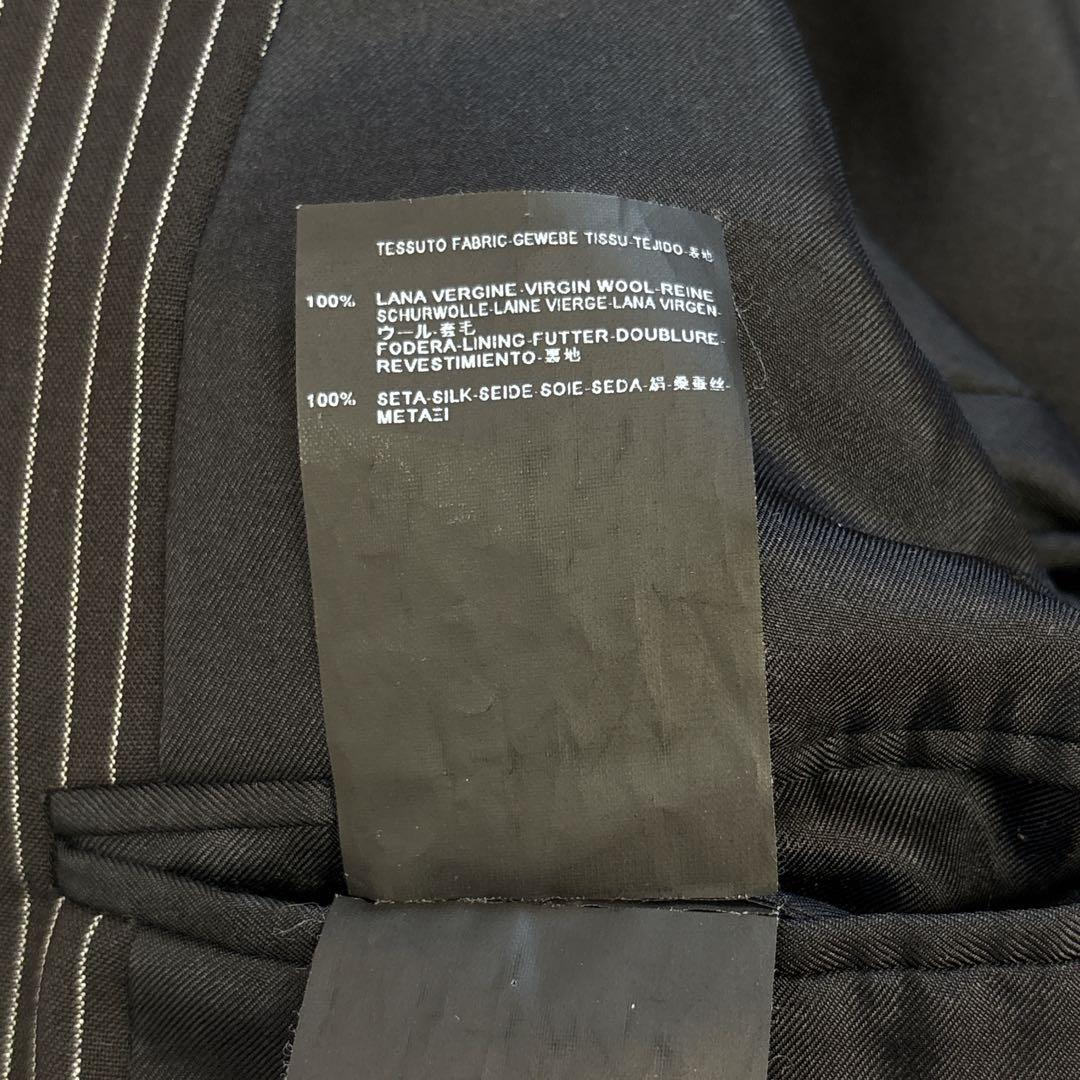 TESSUTO FABRIC-GEWEBE TISSU-TEJIDO-表地
100% LANA VERGINE-VIRGIN WOOL-REINE
SCHURWOLLE-LAINE VIERGE-LANA VIRGEN-
ウール-羊毛
FODERA-LINING-FUTTER-DOUBLURE-
REVESTIMIENTO-裏地
100% SETA-SILK-SEIDE-SOIE-SEDA-絹-桑蚕丝-
METAΞI